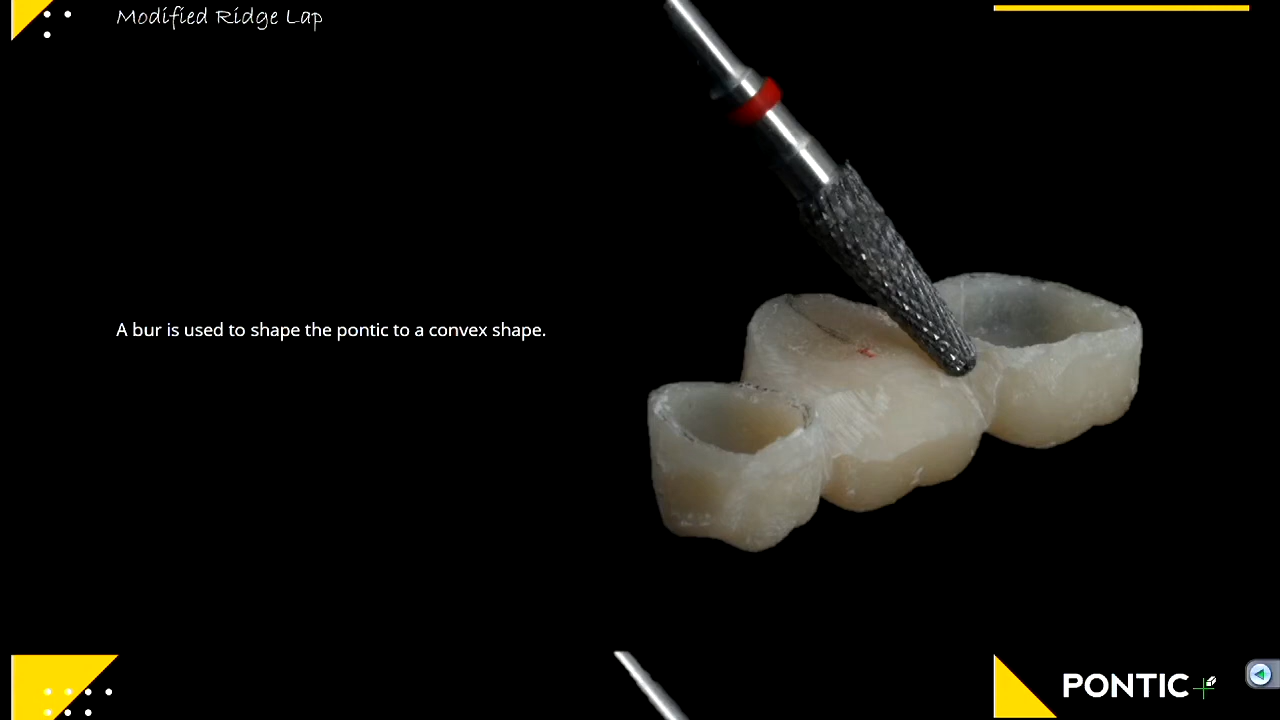 Modified Ridge Lap
A bur is used to shape the pontic to a convex shape.
PONTIC